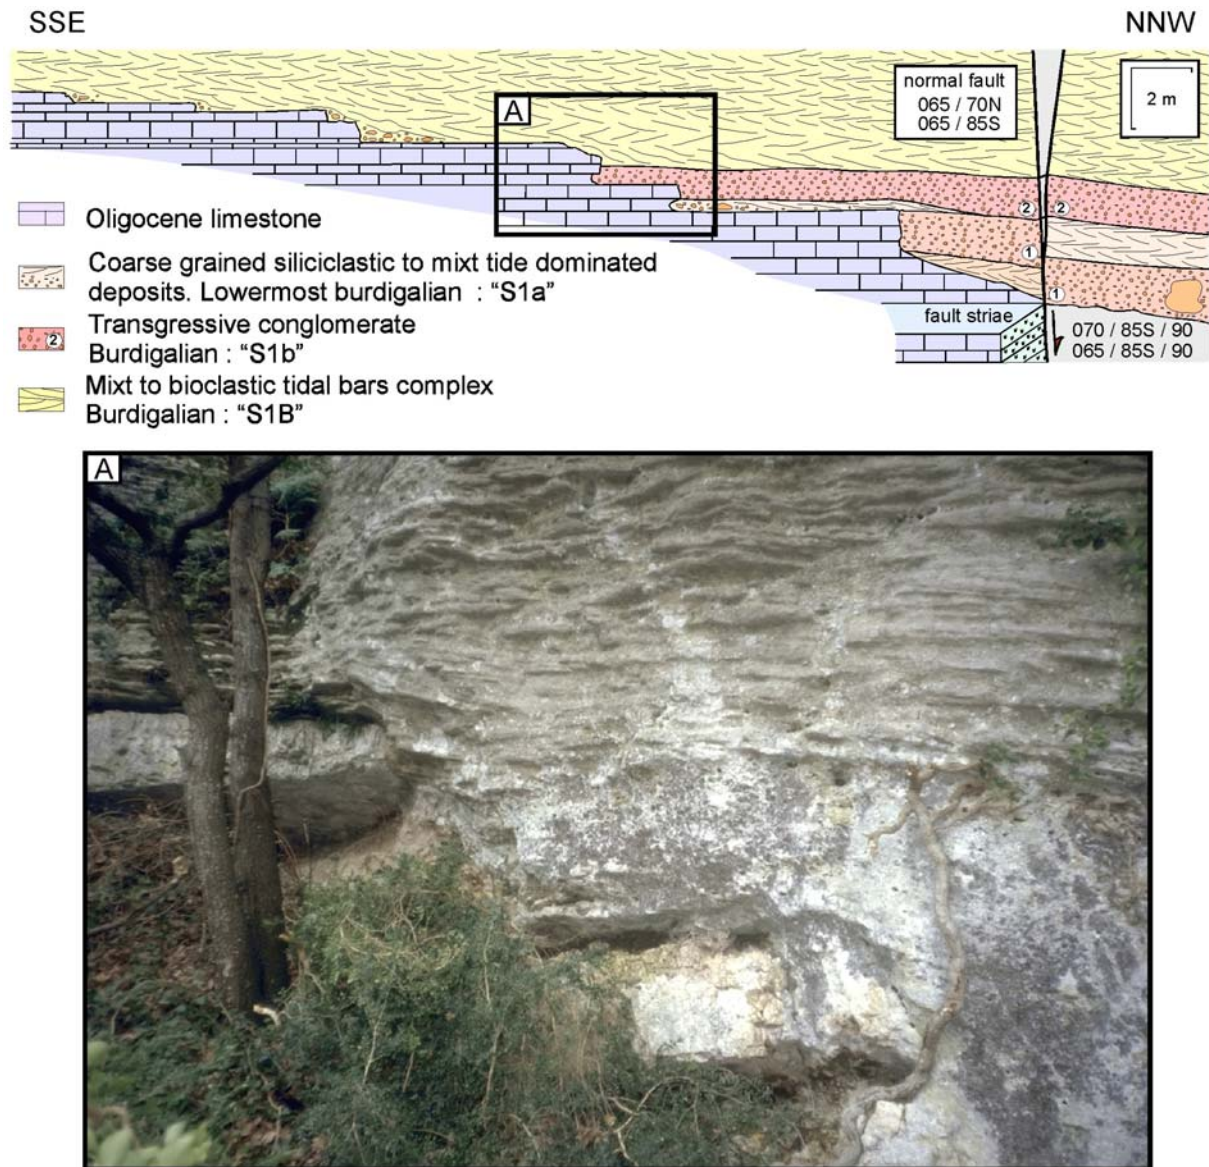 SSE
NNW
normal fault
065 / 70N
065 / 85S
2 m
A
2
2
1
1
fault striae
070 / 85S / 90
065 / 85S / 90
Oligocene limestone
Coarse grained siliciclastic to mixt tide dominated
deposits. Lowermost burdigalian : “S1a”
2
Transgressive conglomerate
Burdigalian : “S1b”
Mixt to bioclastic tidal bars complex
Burdigalian : “S1B”
A